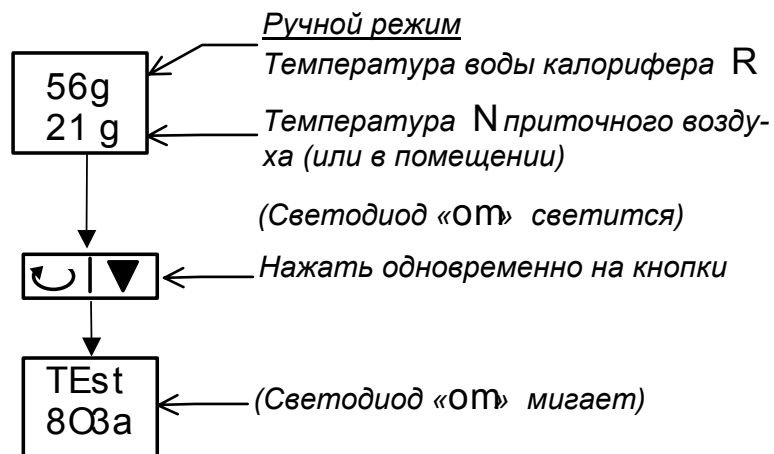 Ручной режим
Температура воды калорифера R
56g
21 g
Температура N приточного возду-
ха (или в помещении)
(Светодиод «om» светится)
Нажать одновременно на кнопки
TEst
8O3a
(Светодиод «om» мигает)